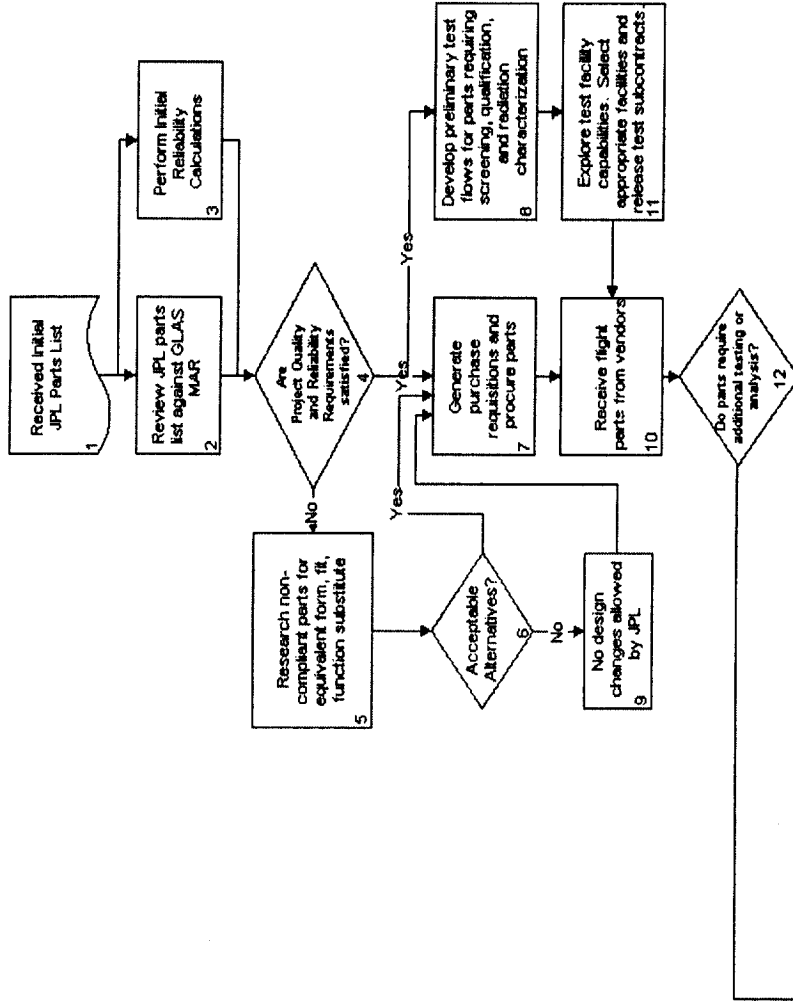 Received Initial
JPL Parts List
1
Review JPL parts
list against GLAS
MAR
2
Perform Initial
Reliability
Calculations
3
Are
Project Quality
and Reliability
Requirements
satisfied?
4
No
Yes
Yes
Research non-
compliant parts for
equivalent form, fit,
function substitute
5
Acceptable
Alternatives?
6
Yes
No
Generate
purchase
requisitions and
procure parts
7
Develop preliminary test
flows for parts requiring
screening, qualification,
and radiation
characterization
8
No design
changes allowed
by JPL
9
Receive flight
parts from vendors
10
Explore test facility
capabilities. Select
appropriate facilities and
release test subcontracts.
11
Do parts require
additional testing or
analysis?
12